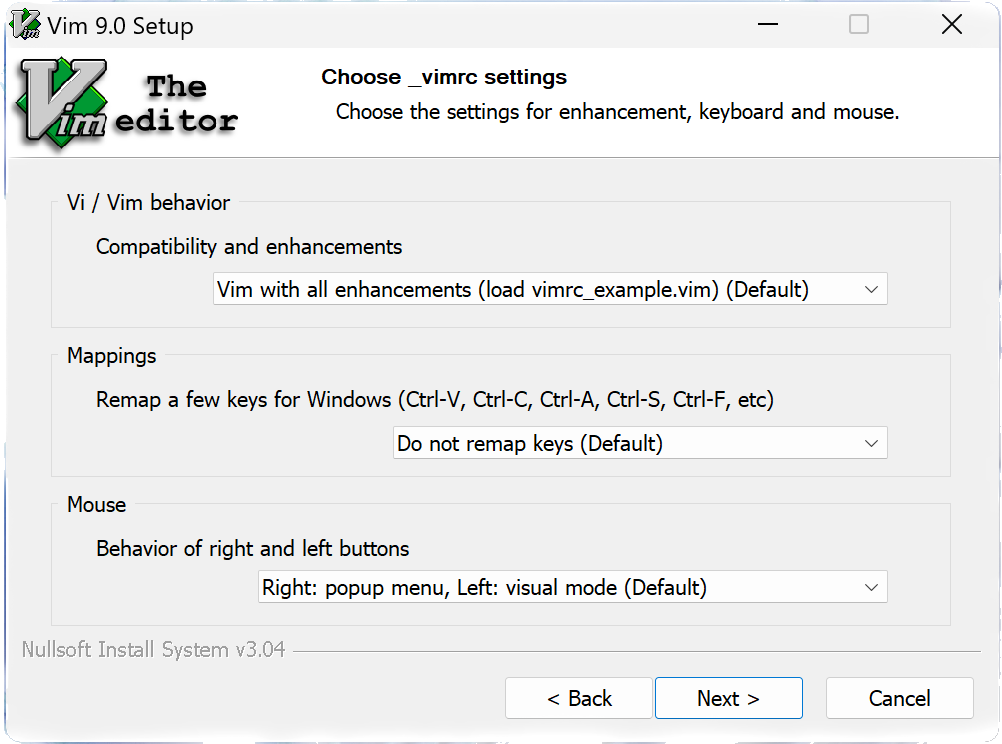 Vim 9.0 Setup
Vim The editor
Choose _vimrc settings
Choose the settings for enhancement, keyboard and mouse.
Vi / Vim behavior
Compatibility and enhancements
Vim with all enhancements (load vimrc_example.vim) (Default)
Mappings
Remap a few keys for Windows (Ctrl-V, Ctrl-C, Ctrl-A, Ctrl-S, Ctrl-F, etc)
Do not remap keys (Default)
Mouse
Behavior of right and left buttons
Right: popup menu, Left: visual mode (Default)
Nullsoft Install System v3.04
< Back Next > Cancel